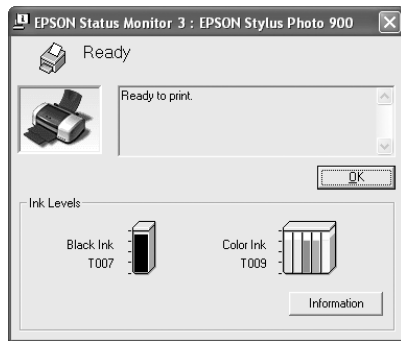 EPSON Status Monitor 3 : EPSON Stylus Photo 900
Ready
Ready to print.
OK
Ink Levels
Black Ink
T007
Color Ink
T009
Information